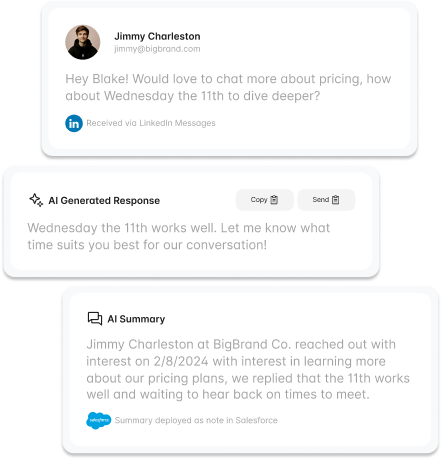 Jimmy Charleston
jimmy@bigbrand.com
Hey Blake! Would love to chat more about pricing, how
about Wednesday the 11th to dive deeper?
in Received via LinkedIn Messages
AI Generated Response Copy Send
Wednesday the 11th works well. Let me know what
time suits you best for our conversation!
AI Summary
Jimmy Charleston at BigBrand Co. reached out with
interest on 2/8/2024 with interest in learning more
about our pricing plans, we replied that the 11th works
well and waiting to hear back on times to meet.
salesforce Summary deployed as note in Salesforce